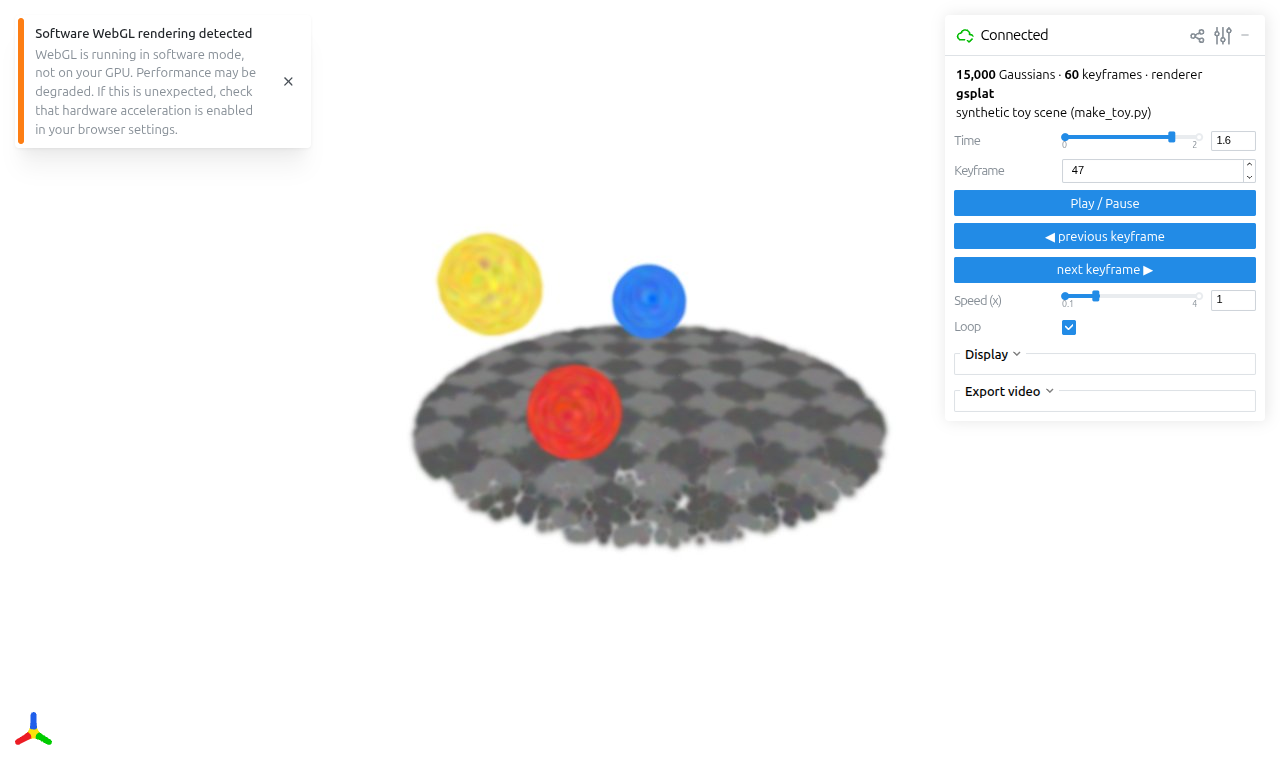 Software WebGL rendering detected
WebGL is running in software mode,
not on your GPU. Performance may be
degraded. If this is unexpected, check
that hardware acceleration is enabled
in your browser settings.
Connected
15,000 Gaussians · 60 keyframes · renderer
gsplat
synthetic toy scene (make_toy.py)
Time 0 2 1.6
Keyframe 47
Play / Pause
◀ previous keyframe
next keyframe ▶
Speed (x) 0.1 4 1
Loop
Display
Export video